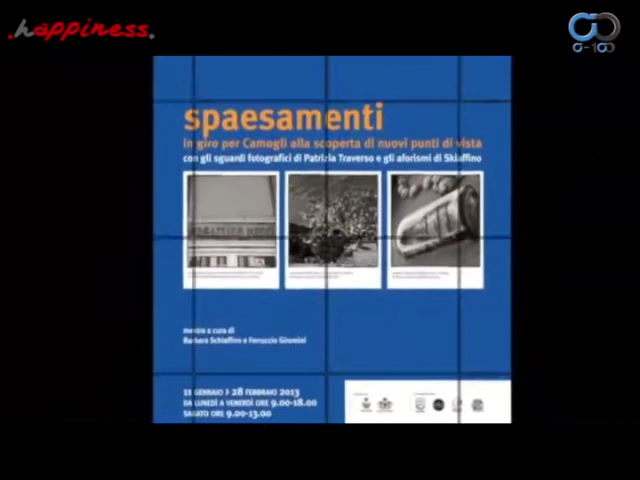 .happiness.
0-100
spaesamenti
in giro per Camogli alla scoperta di nuovi punti di vista
con gli sguardi fotografici di Patrizia Traverso e gli aforismi di Skiaffino
mostra a cura di
Barbara Schiaffino e Ferruccio Giromini
11 GENNAIO > 28 FEBBRAIO 2013
DA LUNEDÌ A VENERDÌ ORE 9.00-18.00
SABATO ORE 9.00-13.00